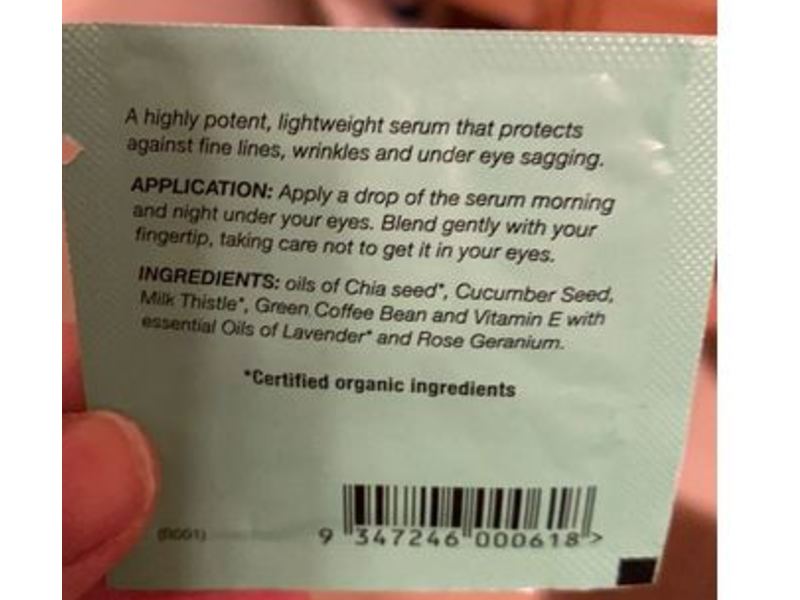 A highly potent, lightweight serum that protects
against fine lines, wrinkles and under eye sagging.
APPLICATION: Apply a drop of the serum morning
and night under your eyes. Blend gently with your
fingertip, taking care not to get it in your eyes.
INGREDIENTS: oils of Chia seed*, Cucumber Seed,
Milk Thistle*, Green Coffee Bean and Vitamin E with
essential Oils of Lavender* and Rose Geranium.
*Certified organic ingredients
9 347246 000618 >